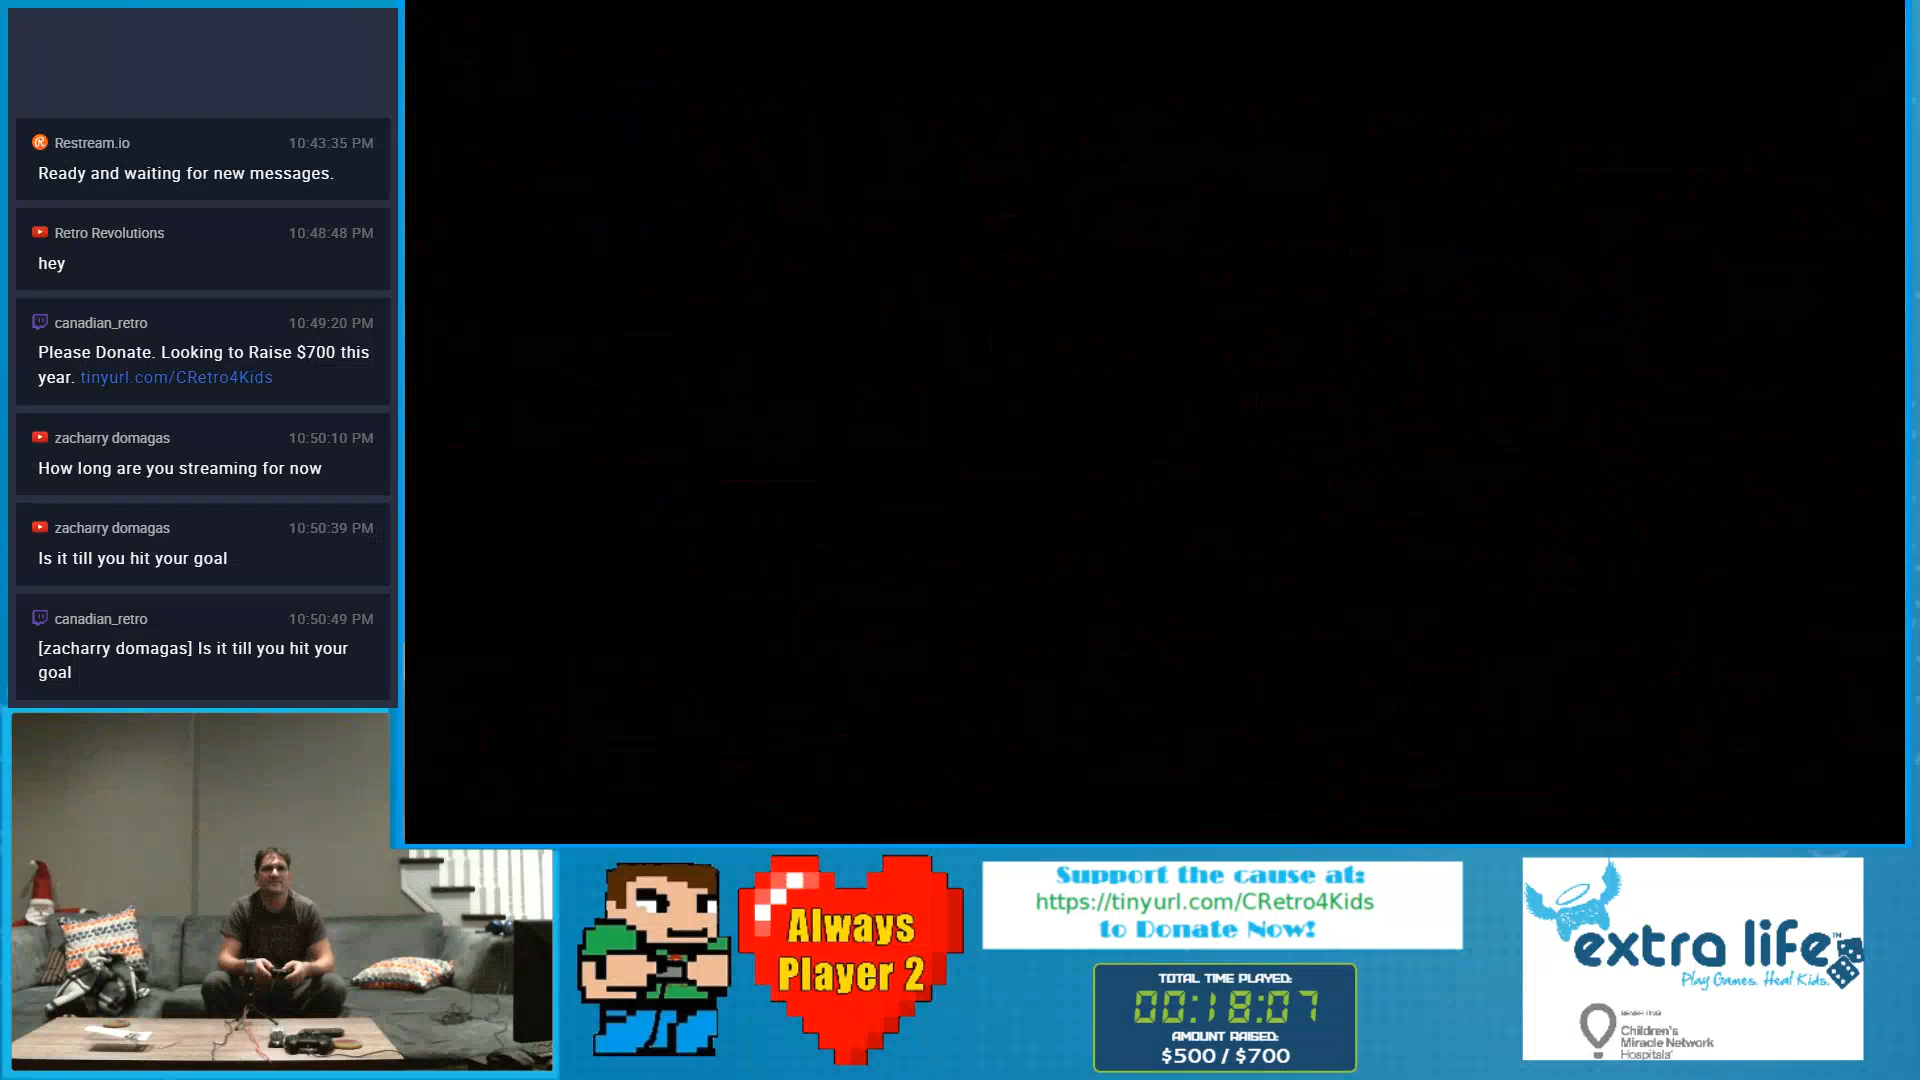 Restream.io 10:43:35 PM
Ready and waiting for new messages.
Retro Revolutions 10:48:48 PM
hey
canadian_retro 10:49:20 PM
Please Donate. Looking to Raise $700 this
year. tinyurl.com/CRetro4Kids
zacharry domagas 10:50:10 PM
How long are you streaming for now
zacharry domagas 10:50:39 PM
Is it till you hit your goal
canadian_retro 10:50:49 PM
[zacharry domagas] Is it till you hit your
goal
Always
Player 2
Support the cause at:
https://tinyurl.com/CRetro4Kids
to Donate Now!
TOTAL TIME PLAYED:
00:18:07
AMOUNT RAISED:
$500 / $700
extra life™
Play Games. Heal Kids.
BENEFITING
Children's
Miracle Network
Hospitals